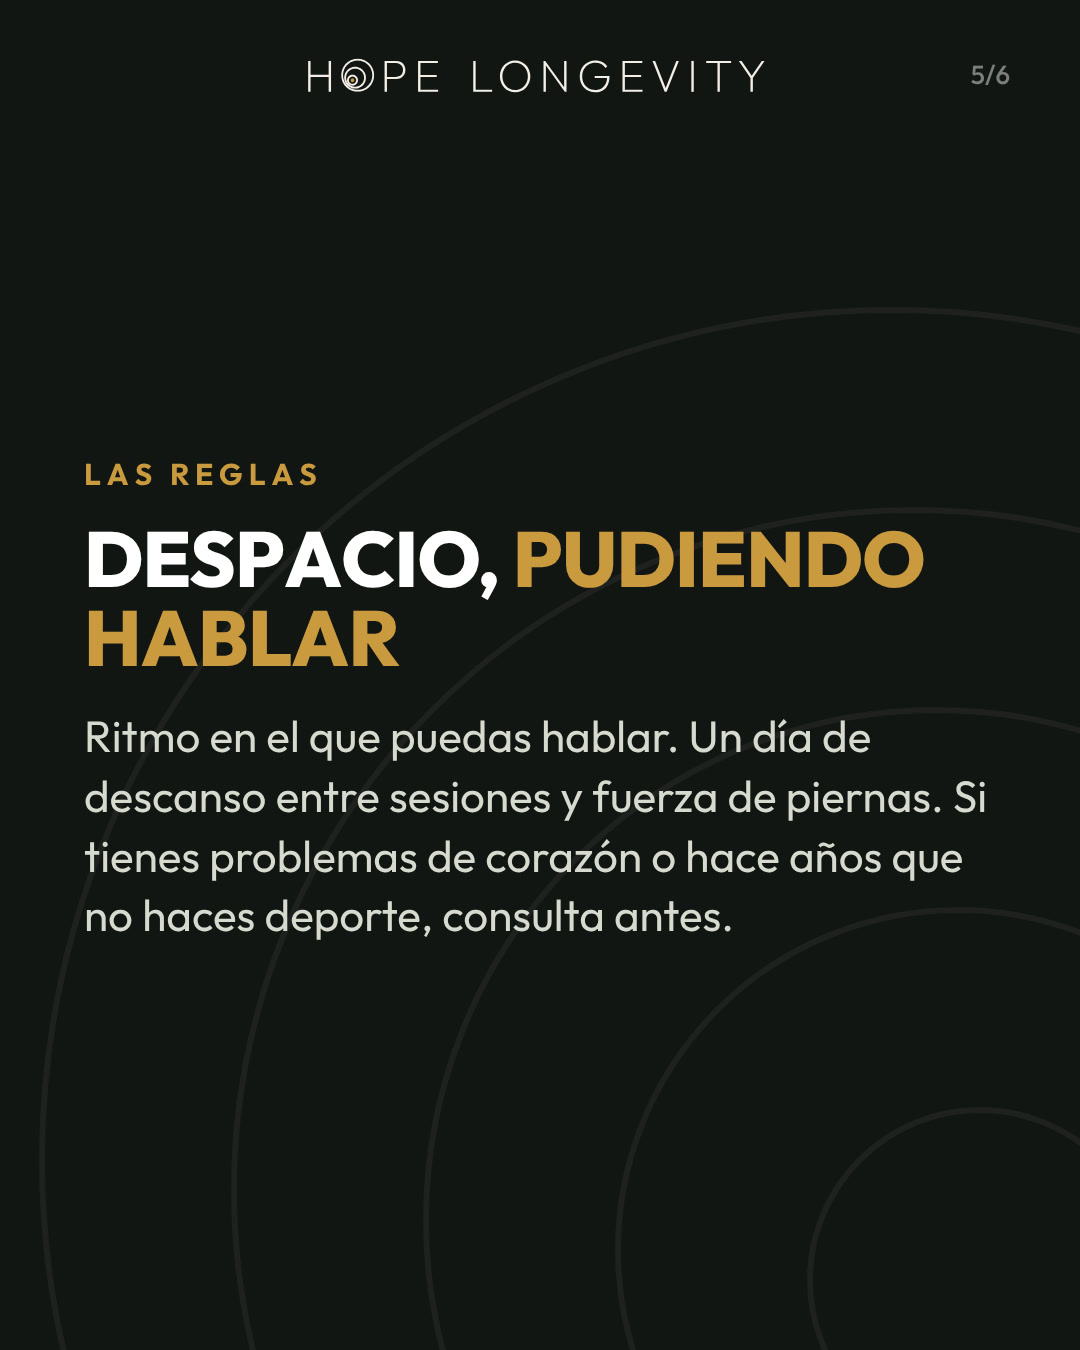 HOPE LONGEVITY
5/6
LAS REGLAS
DESPACIO, PUDIENDO
HABLAR
Ritmo en el que puedas hablar. Un día de
descanso entre sesiones y fuerza de piernas. Si
tienes problemas de corazón o hace años que
no haces deporte, consulta antes.